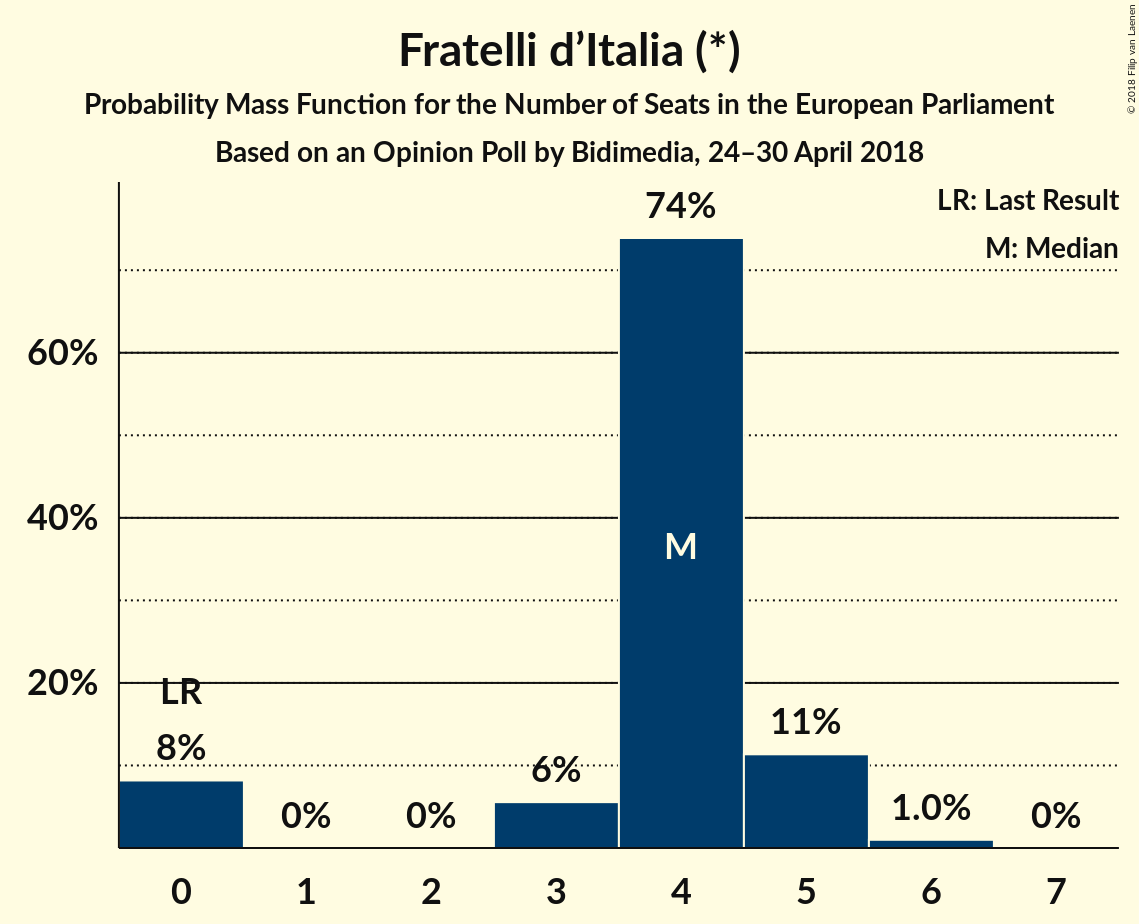 Fratelli d’Italia (*)
Probability Mass Function for the Number of Seats in the European Parliament
Based on an Opinion Poll by Bidimedia, 24–30 April 2018
© 2018 Filip van Laenen
LR: Last Result
M: Median
74%
60%
40%
M
20%
LR
8%
0%
0%
6%
11%
1.0%
0%
0 1 2 3 4 5 6 7